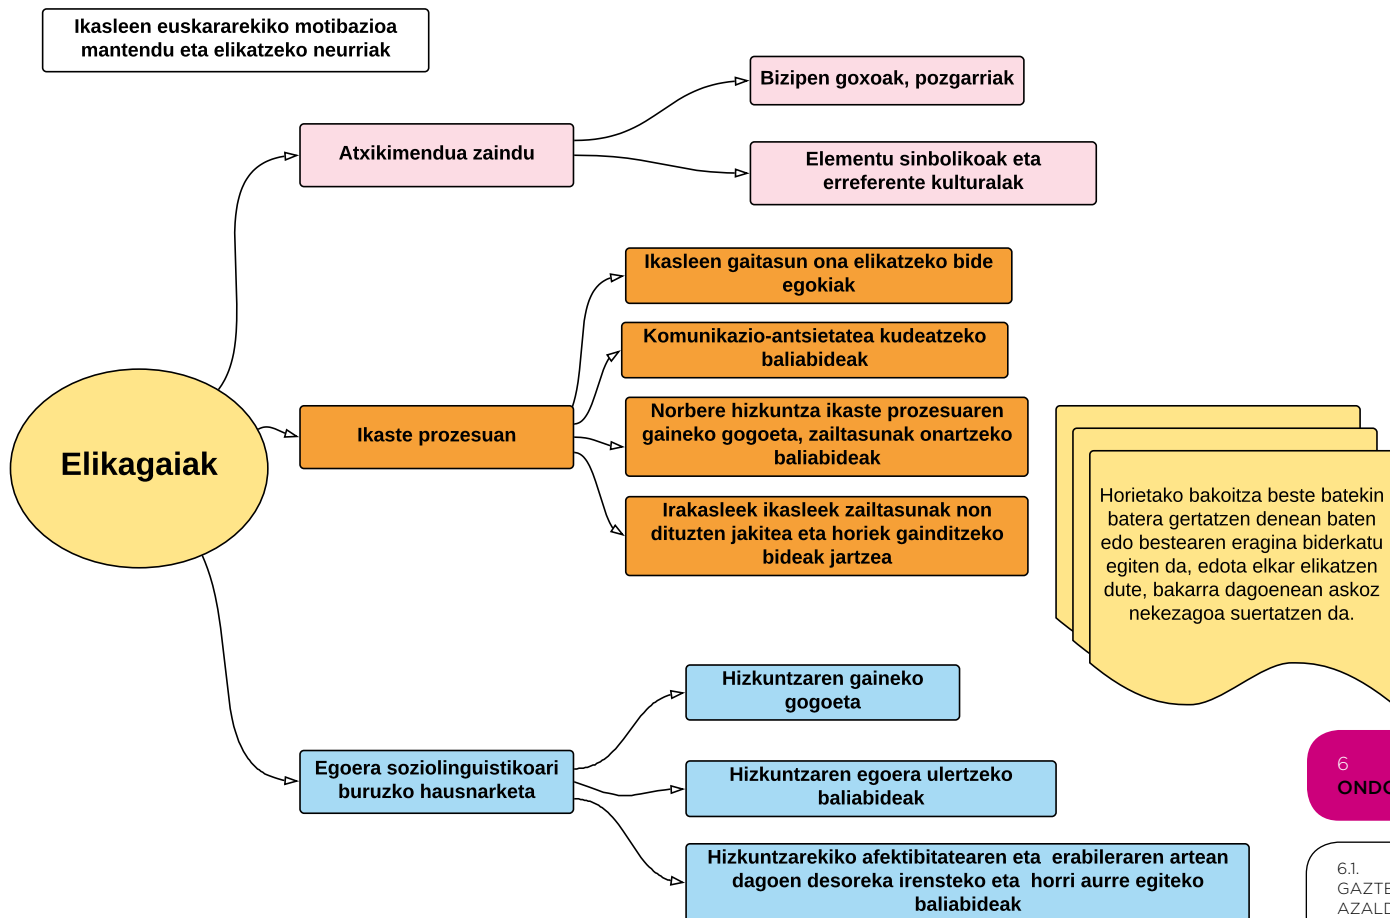 Ikasleen euskararekiko motibazioa
mantendu eta elikatzeko neurriak
Bizipen goxoak, pozgarriak
Atxikimendua zaindu
Elementu sinbolikoak eta
erreferente kulturalak
Ikasleen gaitasun ona elikatzeko bide
egokiak
Komunikazio-antsietatea kudeatzeko
baliabideak
Ikaste prozesuan
Norbere hizkuntza ikaste prozesuaren
gaineko gogoeta, zailtasunak onartzeko
baliabideak
Elikagaiak
Irakasleek ikasleek zailtasunak non
dituzten jakitea eta horiek gainditzeko
bideak jartzea
Horietako bakoitza beste batekin
batera gertatzen denean baten
edo bestearen eragina biderkatu
egiten da, edota elkar elikatzen
dute, bakarra dagoenean askoz
nekezagoa suertatzen da.
Hizkuntzaren gaineko
gogoeta
Egoera soziolinguistikoari
buruzko hausnarketa
Hizkuntzaren egoera ulertzeko
baliabideak
Hizkuntzarekiko afektibitatearen eta erabileraren artean
dagoen desoreka irensteko eta horri aurre egiteko
baliabideak
6
6.1.